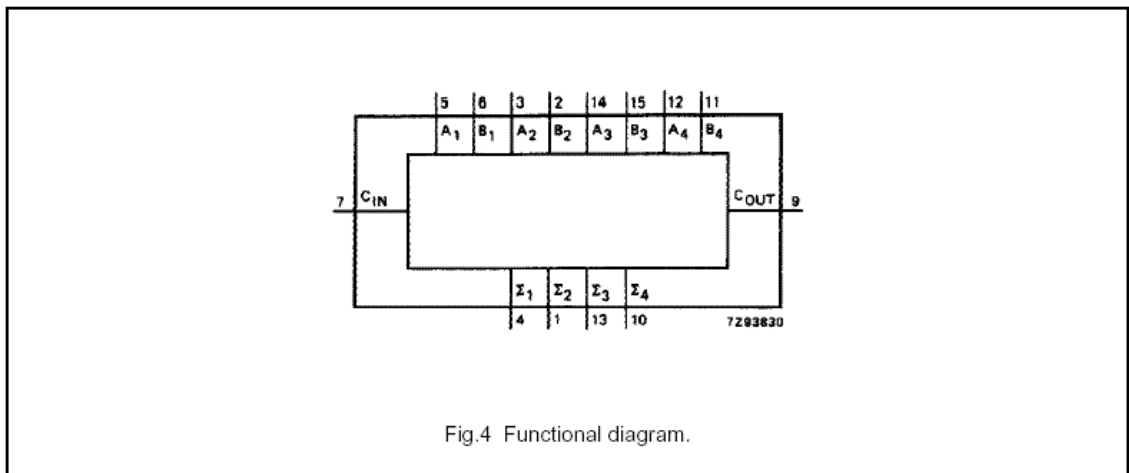 5 6 3 2 14 15 12 11
A1 B1 A2 B2 A3 B3 A4 B4
7 CIN COUT 9
Σ1 Σ2 Σ3 Σ4
4 1 13 10 7Z93830
Fig.4 Functional diagram.